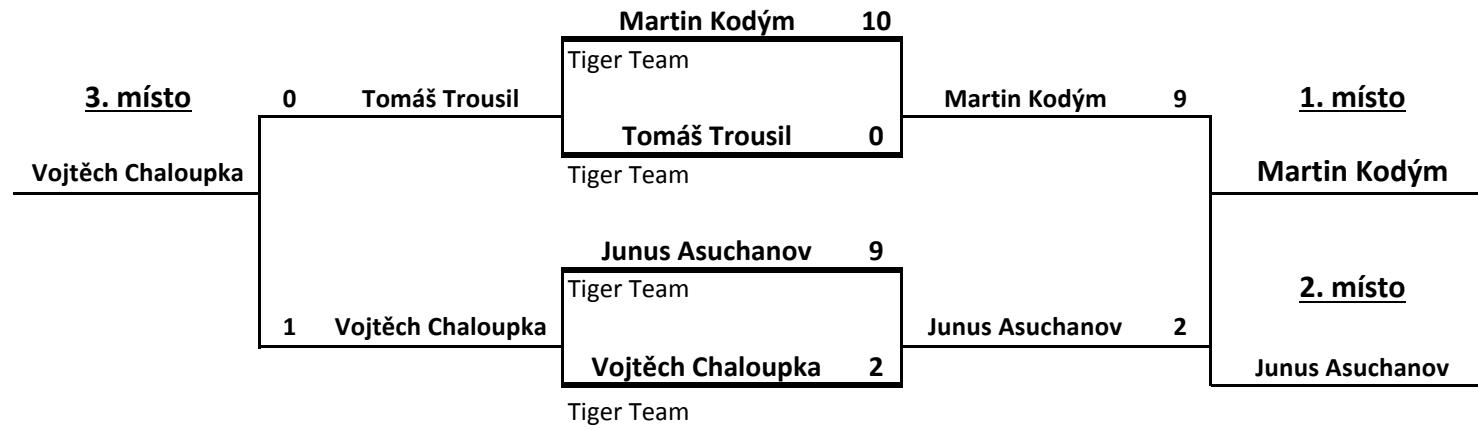 Martin Kodým 10
Tiger Team
3. místo 0 Tomáš Trousil Martin Kodým 9 1. místo
Tomáš Trousil 0
Vojtěch Chaloupka Tiger Team Martin Kodým
Junus Asuchanov 9
Tiger Team 2. místo
1 Vojtěch Chaloupka Junus Asuchanov 2
Vojtěch Chaloupka 2 Junus Asuchanov
Tiger Team